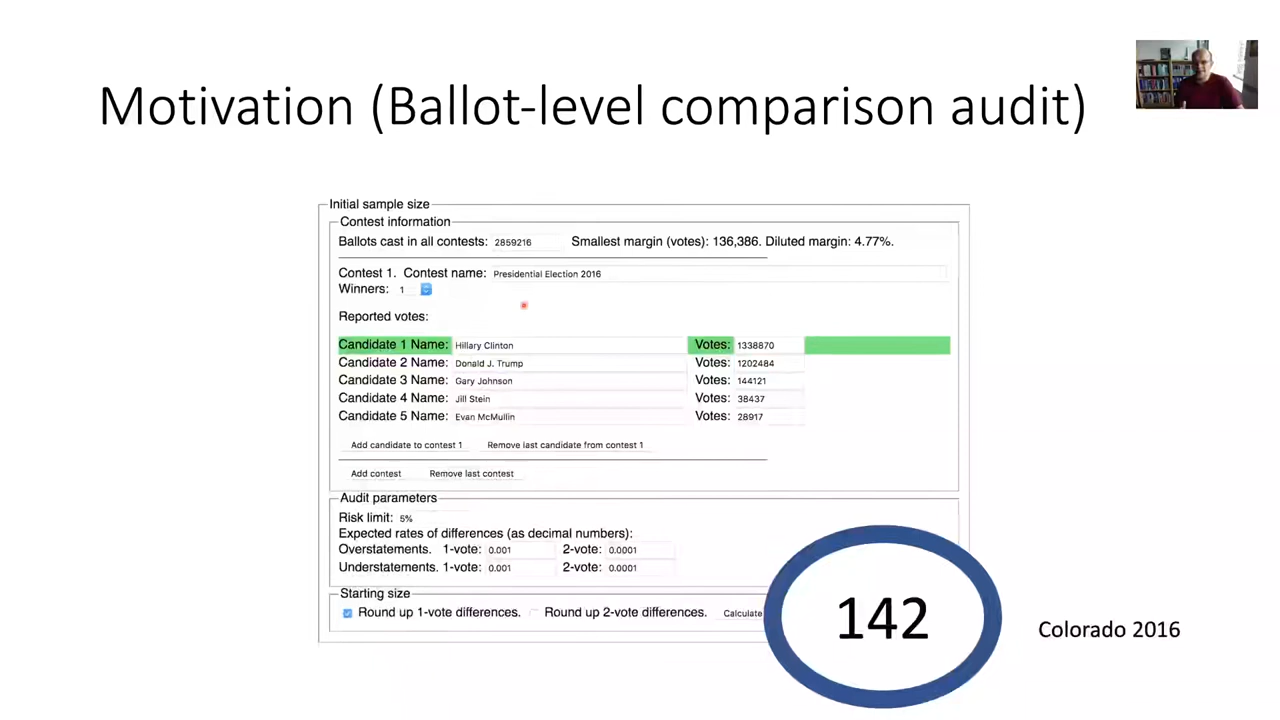 Motivation (Ballot-level comparison audit)
Initial sample size
Contest information
Ballots cast in all contests: 2859216 Smallest margin (votes): 136,386. Diluted margin: 4.77%.
Contest 1. Contest name: Presidential Election 2016
Winners: 1
Reported votes:
Candidate 1 Name: Hillary Clinton Votes: 1338870
Candidate 2 Name: Donald J. Trump Votes: 1202484
Candidate 3 Name: Gary Johnson Votes: 144121
Candidate 4 Name: Jill Stein Votes: 38437
Candidate 5 Name: Evan McMullin Votes: 28917
Add candidate to contest 1 Remove last candidate from contest 1
Add contest Remove last contest
Audit parameters
Risk limit: 5%
Expected rates of differences (as decimal numbers):
Overstatements. 1-vote: 0.001 2-vote: 0.0001
Understatements. 1-vote: 0.001 2-vote: 0.0001
Starting size
Round up 1-vote differences. Round up 2-vote differences. Calculate
142
Colorado 2016